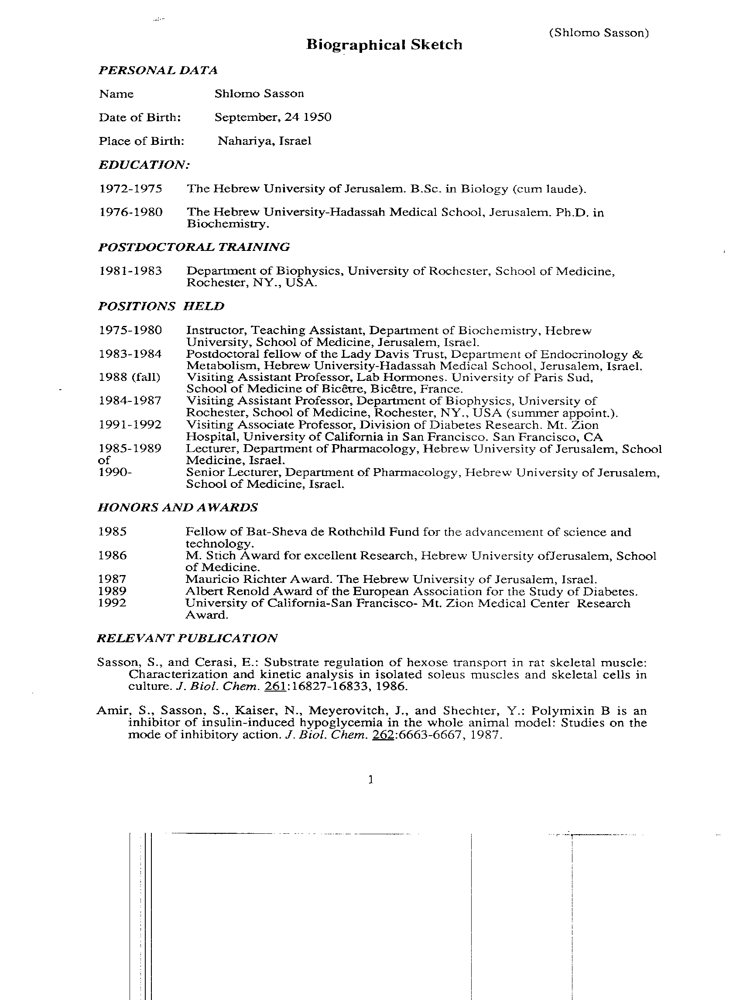 (Shlomo Sasson)
Biographical Sketch
PERSONAL DATA
Name Shlomo Sasson
Date of Birth: September, 24 1950
Place of Birth: Nahariya, Israel
EDUCATION:
1972-1975 The Hebrew University of Jerusalem. B.Sc. in Biology (cum laude).
1976-1980 The Hebrew University-Hadassah Medical School, Jerusalem. Ph.D. in
Biochemistry.
POSTDOCTORAL TRAINING
1981-1983 Department of Biophysics, University of Rochester, School of Medicine,
Rochester, NY., USA.
POSITIONS HELD
1975-1980 Instructor, Teaching Assistant, Department of Biochemistry, Hebrew
University, School of Medicine, Jerusalem, Israel.
1983-1984 Postdoctoral fellow of the Lady Davis Trust, Department of Endocrinology &
Metabolism, Hebrew University-Hadassah Medical School, Jerusalem, Israel.
1988 (fall) Visiting Assistant Professor, Lab Hormones. University of Paris Sud,
School of Medicine of Bicêtre, Bicêtre, France.
1984-1987 Visiting Assistant Professor, Department of Biophysics, University of
Rochester, School of Medicine, Rochester, NY., USA (summer appoint.).
1991-1992 Visiting Associate Professor, Division of Diabetes Research. Mt. Zion
Hospital, University of California in San Francisco. San Francisco, CA
1985-1989 Lecturer, Department of Pharmacology, Hebrew University of Jerusalem, School
of Medicine, Israel.
1990- Senior Lecturer, Department of Pharmacology, Hebrew University of Jerusalem,
School of Medicine, Israel.
HONORS AND AWARDS
1985 Fellow of Bat-Sheva de Rothchild Fund for the advancement of science and
technology.
1986 M. Stich Award for excellent Research, Hebrew University ofJerusalem, School
of Medicine.
1987 Mauricio Richter Award. The Hebrew University of Jerusalem, Israel.
1989 Albert Renold Award of the European Association for the Study of Diabetes.
1992 University of California-San Francisco- Mt. Zion Medical Center Research
Award.
RELEVANT PUBLICATION
Sasson, S., and Cerasi, E.: Substrate regulation of hexose transport in rat skeletal muscle:
Characterization and kinetic analysis in isolated soleus muscles and skeletal cells in
culture. J. Biol. Chem. 261:16827-16833, 1986.
Amir, S., Sasson, S., Kaiser, N., Meyerovitch, J., and Shechter, Y.: Polymixin B is an
inhibitor of insulin-induced hypoglycemia in the whole animal model: Studies on the
mode of inhibitory action. J. Biol. Chem. 262:6663-6667, 1987.
1